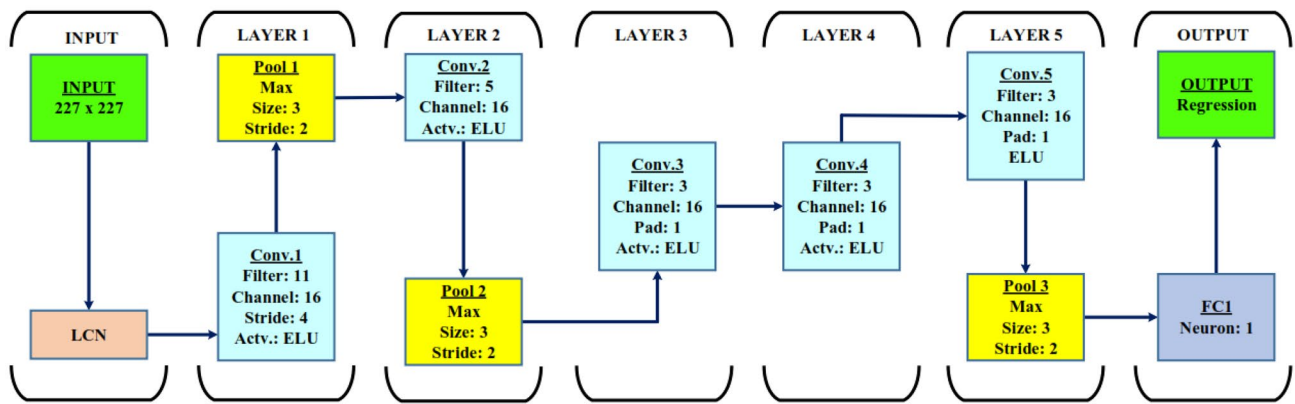 INPUT
INPUT
227 x 227
LCN
LAYER 1
Pool 1
Max
Size: 3
Stride: 2
Conv.1
Filter: 11
Channel: 16
Stride: 4
Actv.: ELU
LAYER 2
Conv.2
Filter: 5
Channel: 16
Actv.: ELU
Pool 2
Max
Size: 3
Stride: 2
LAYER 3
Conv.3
Filter: 3
Channel: 16
Pad: 1
Actv.: ELU
LAYER 4
Conv.4
Filter: 3
Channel: 16
Pad: 1
Actv.: ELU
LAYER 5
Conv.5
Filter: 3
Channel: 16
Pad: 1
ELU
Pool 3
Max
Size: 3
Stride: 2
OUTPUT
OUTPUT
Regression
FC1
Neuron: 1